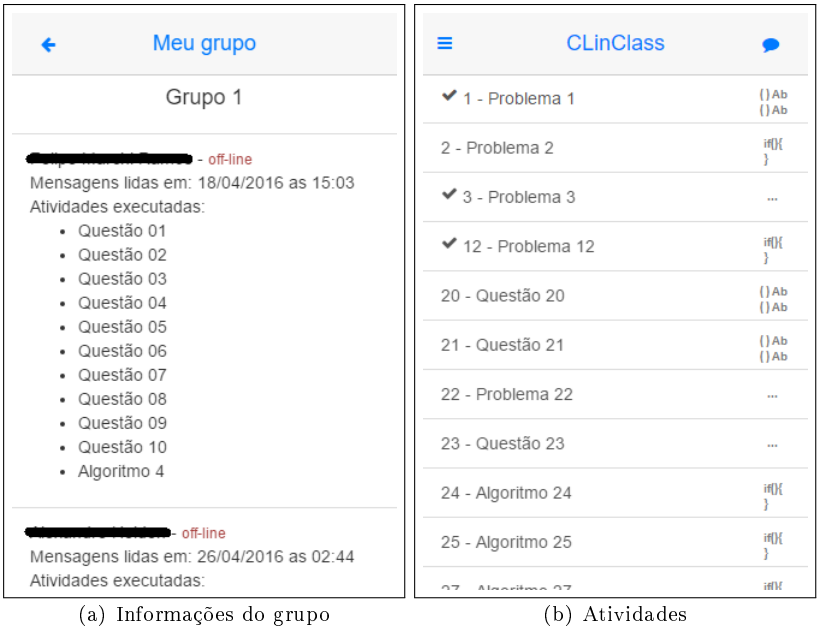 Meu grupo
Grupo 1
- off-line
Mensagens lidas em: 18/04/2016 as 15:03
Atividades executadas:
• Questão 01
• Questão 02
• Questão 03
• Questão 04
• Questão 05
• Questão 06
• Questão 07
• Questão 08
• Questão 09
• Questão 10
• Algoritmo 4
- off-line
Mensagens lidas em: 26/04/2016 as 02:44
Atividades executadas:
(a) Informações do grupo
CLinClass
✔ 1 - Problema 1 {}Ab
{}Ab
2 - Problema 2 if(){
}
✔ 3 - Problema 3 ...
✔ 12 - Problema 12 if(){
}
20 - Questão 20 {}Ab
{}Ab
21 - Questão 21 {}Ab
{}Ab
22 - Problema 22 ...
23 - Questão 23 ...
24 - Algoritmo 24 if(){
}
25 - Algoritmo 25 if(){
}
27 - Algoritmo 27 if(){
(b) Atividades